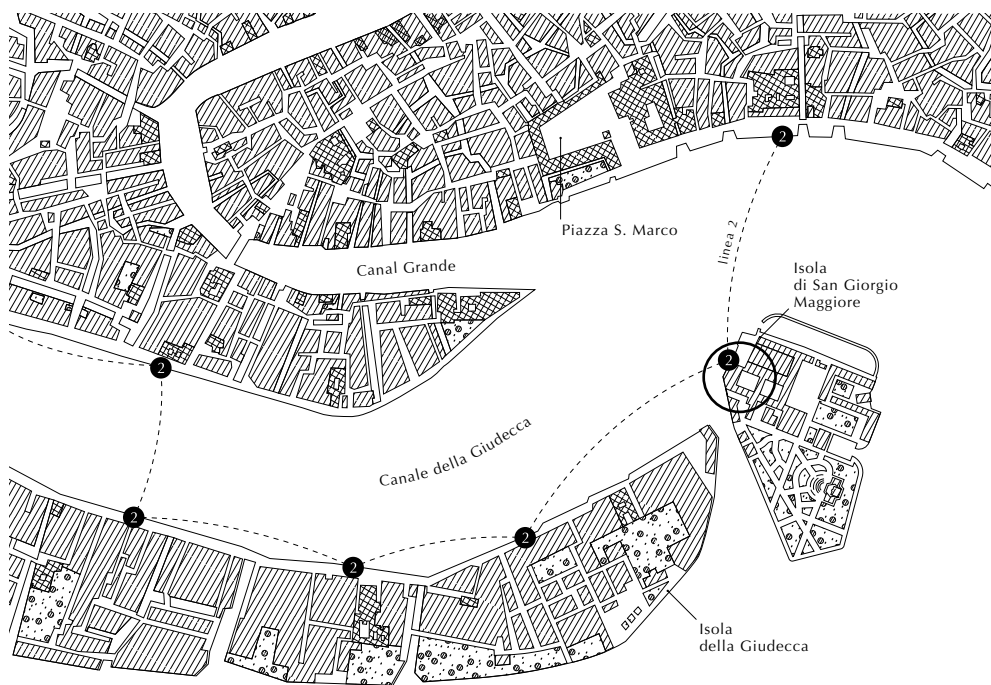 2
Piazza S. Marco
linea 2
Canal Grande
Isola
di San Giorgio
Maggiore
2
2
Canale della Giudecca
2
2
2
Isola
della Giudecca